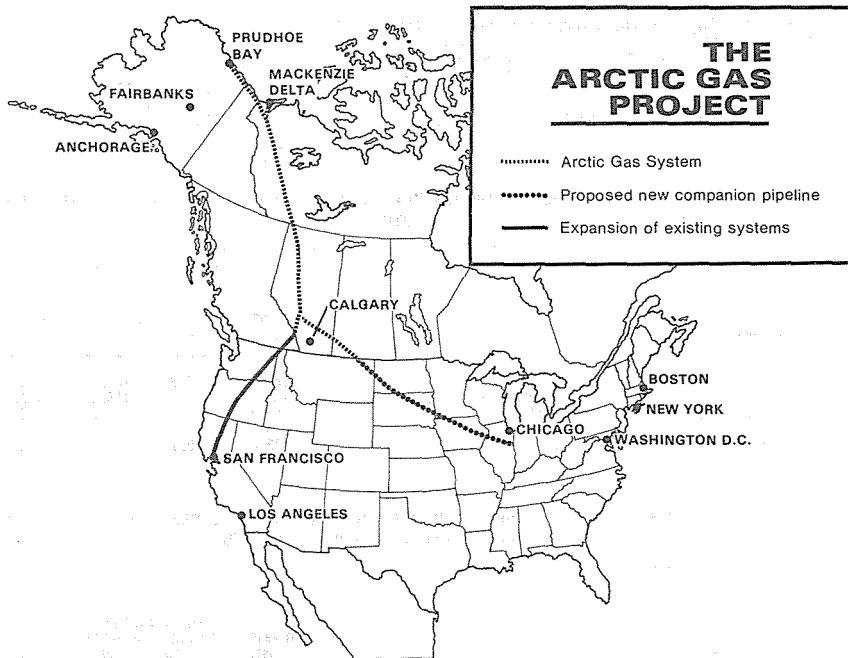 THE
ARCTIC GAS
PROJECT
Arctic Gas System
Proposed new companion pipeline
Expansion of existing systems
PRUDHOE
BAY
MACKENZIE
DELTA
FAIRBANKS
ANCHORAGE
CALGARY
BOSTON
NEW YORK
CHICAGO
WASHINGTON D.C.
SAN FRANCISCO
LOS ANGELES